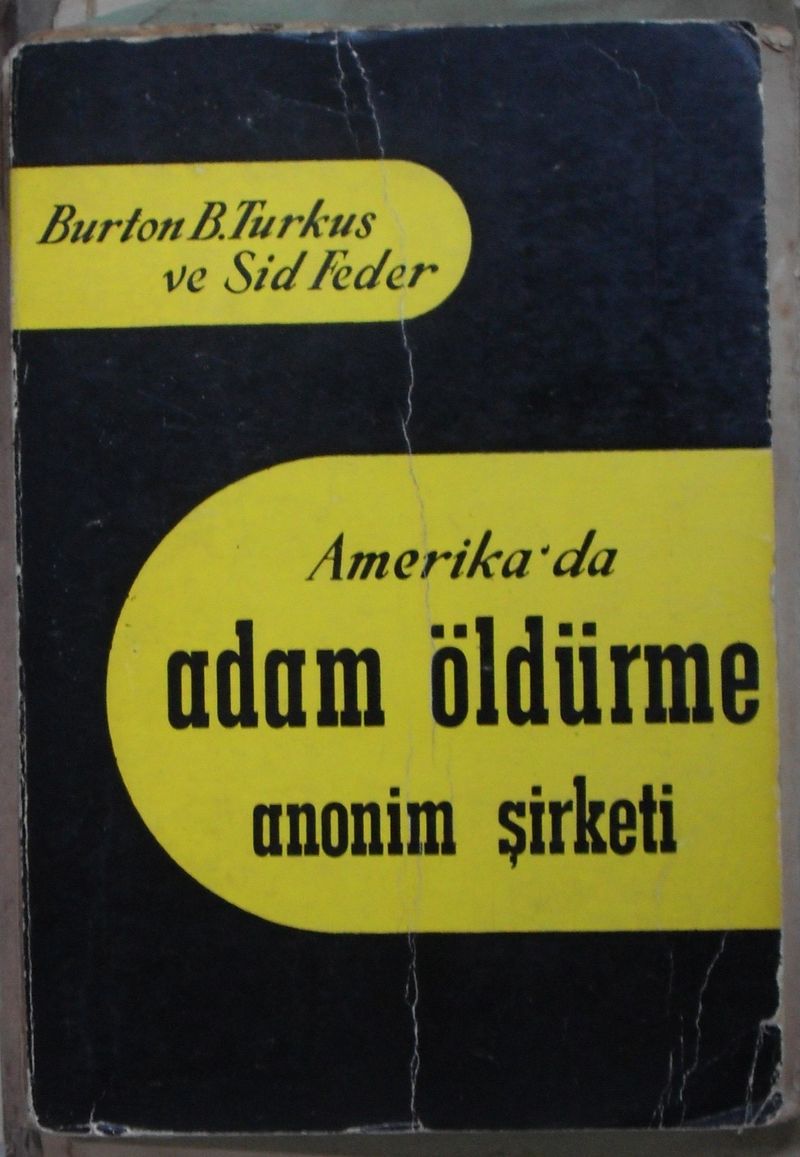 Burton B. Turkus
ve Sid Feder
Amerika'da
adam öldürme
anonim şirketi